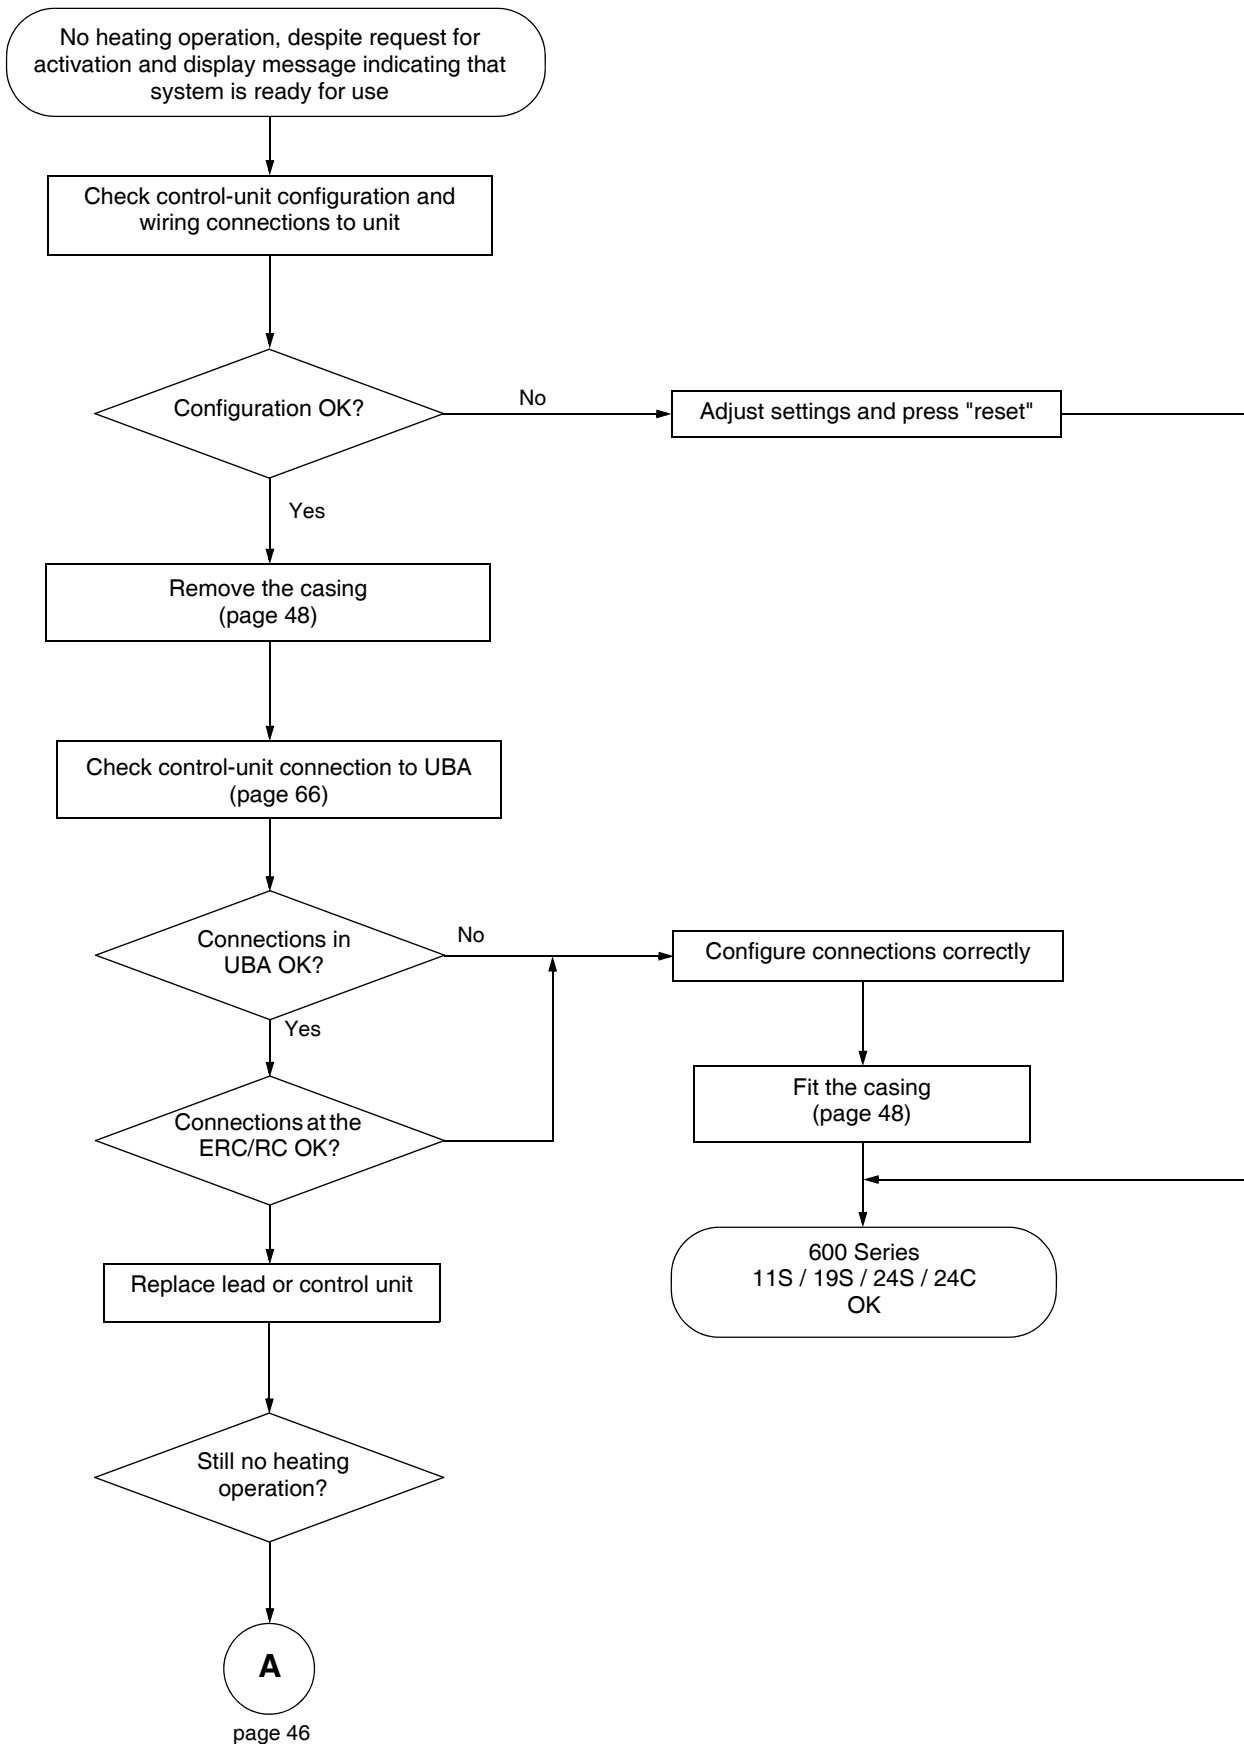 No heating operation, despite request for
activation and display message indicating that
system is ready for use
Check control-unit configuration and
wiring connections to unit
Configuration OK?
No
Adjust settings and press "reset"
Yes
Remove the casing
(page 48)
Check control-unit connection to UBA
(page 66)
Connections in
UBA OK?
No
Configure connections correctly
Yes
Connections at the
ERC/RC OK?
Fit the casing
(page 48)
Replace lead or control unit
600 Series
11S / 19S / 24S / 24C
OK
Still no heating
operation?
A
page 46